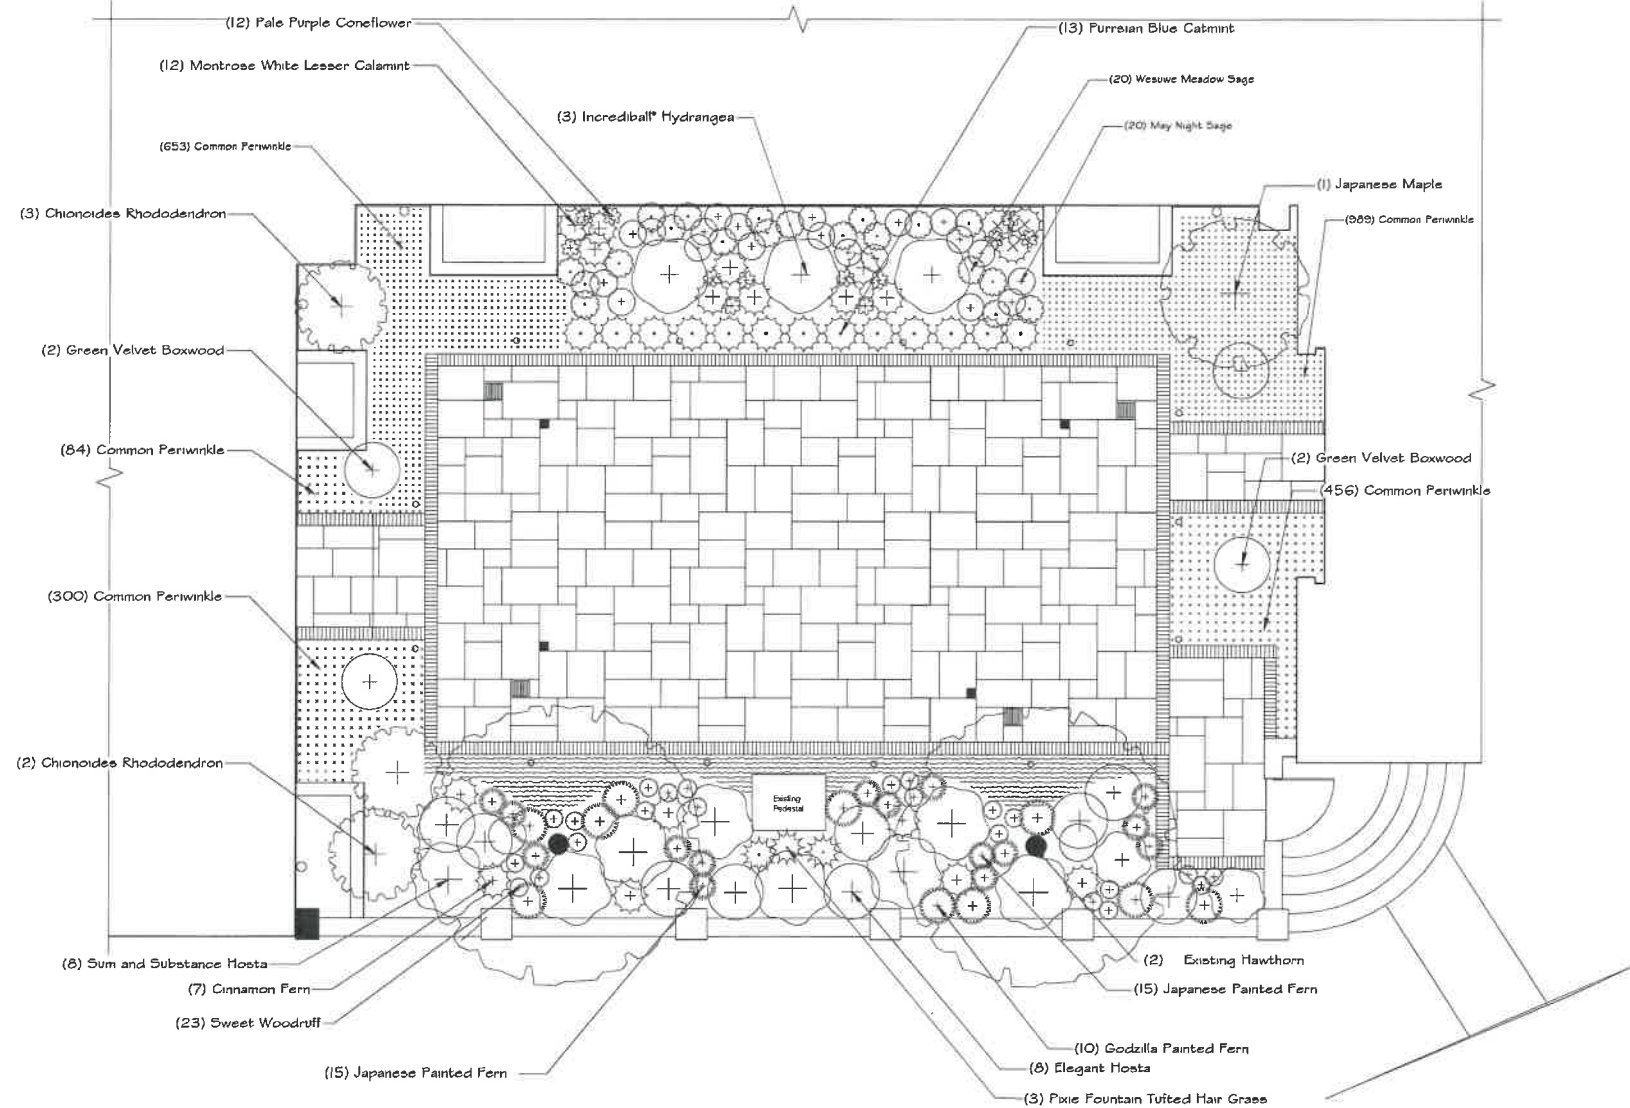 (12) Pale Purple Coneflower
(13) Purrsian Blue Catmint
(12) Montrose White Lesser Calamint
(20) Wesuwe Meadow Sage
(3) Incrediball® Hydrangea
(20) May Night Sage
(653) Common Periwinkle
(1) Japanese Maple
(3) Chionoides Rhododendron
(989) Common Periwinkle
(2) Green Velvet Boxwood
(84) Common Periwinkle
(2) Green Velvet Boxwood
(456) Common Periwinkle
(300) Common Periwinkle
(2) Chionoides Rhododendron
Existing
Pedestal
(8) Sum and Substance Hosta
(2) Existing Hawthorn
(7) Cinnamon Fern
(15) Japanese Painted Fern
(23) Sweet Woodruff
(10) Godzilla Painted Fern
(15) Japanese Painted Fern
(8) Elegant Hosta
(3) Pixie Fountain Tufted Hair Grass